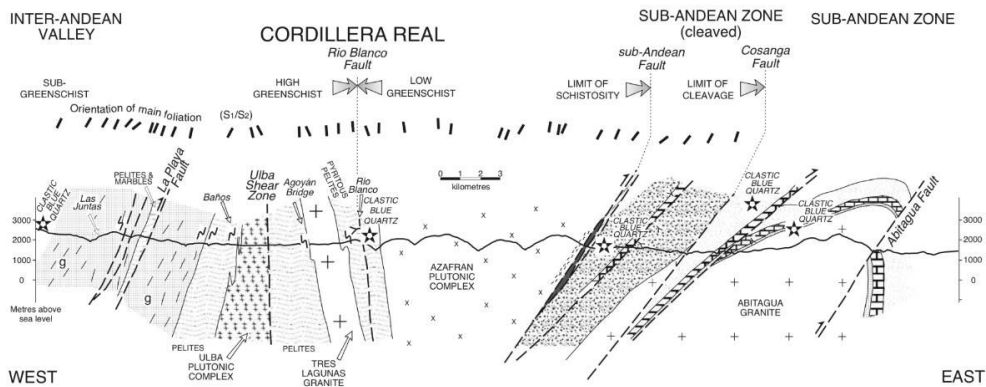 INTER-ANDEAN
VALLEY
CORDILLERA REAL
SUB-ANDEAN ZONE
(cleaved)
SUB-ANDEAN ZONE
Rio Blanco
Fault
sub-Andean
Fault
Cosanga
Fault
SUB-
GREENSCHIST
HIGH
GREENSCHIST
LOW
GREENSCHIST
LIMIT OF
SCHISTOSITY
LIMIT OF
CLEAVAGE
Orientation of main foliation
(S1/S2)
0 1 2 3
kilometres
CLASTIC
BLUE
QUARTZ
Las
Juntas
PELITES &
MARBLES
La Playa
Fault
Baños
Ulba
Shear
Zone
Agoyán
Bridge
PYRITOUS
PELITES
Rio
Blanco
CLASTIC
BLUE
QUARTZ
CLASTIC
BLUE
QUARTZ
CLASTIC
BLUE QUARTZ
CLASTIC
BLUE
QUARTZ
Abitagua Fault
3000
2000
1000
0
Metres above
sea level
g
g
AZAFRAN
PLUTONIC
COMPLEX
ABITAGUA
GRANITE
3000
2000
1000
0
PELITES
ULBA
PLUTONIC
COMPLEX
PELITES
TRES
LAGUNAS
GRANITE
WEST
EAST